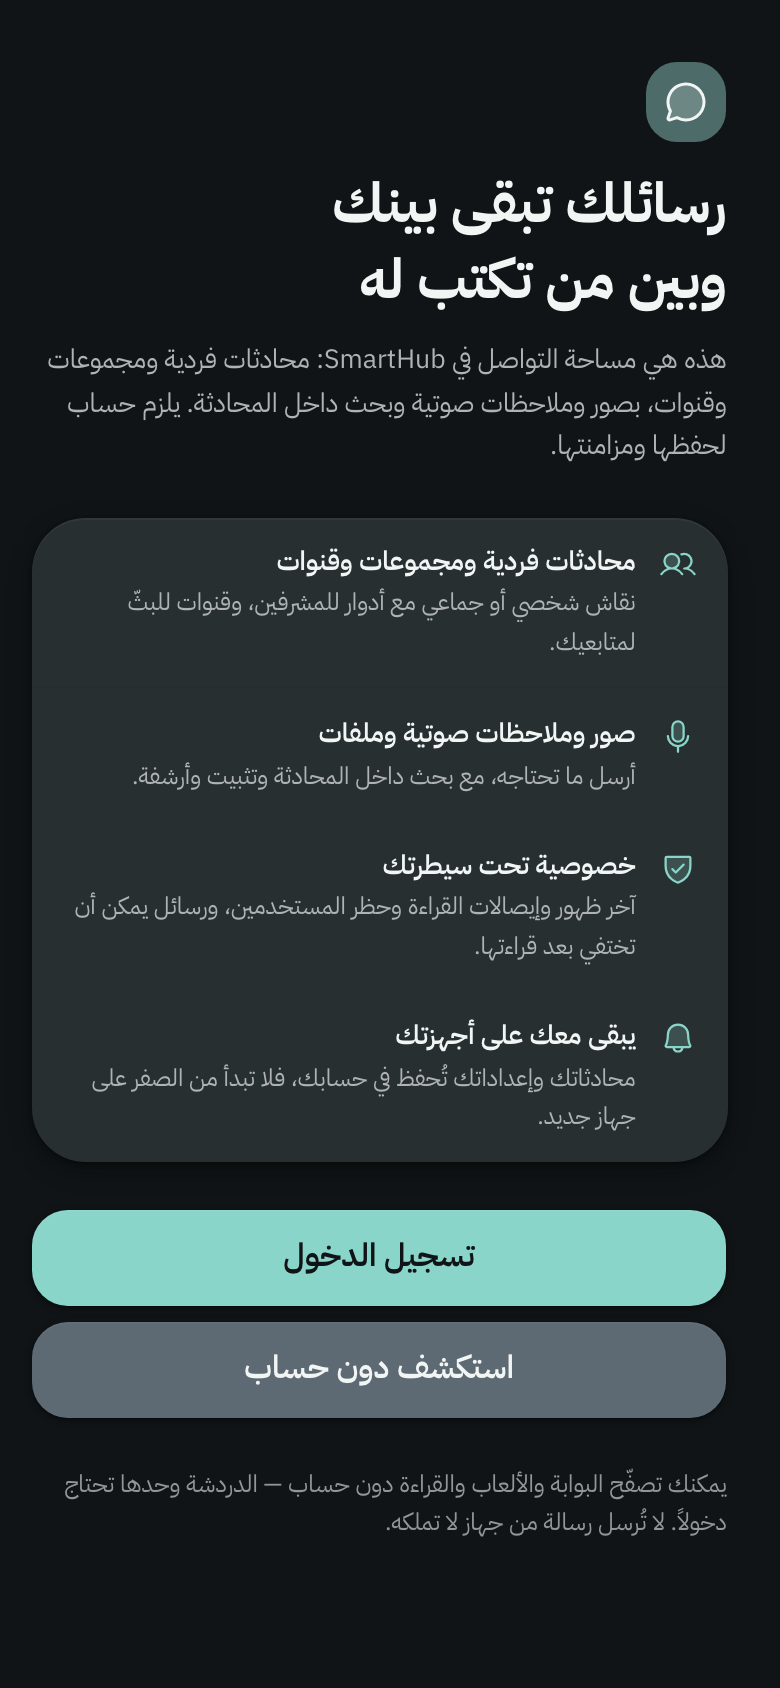 رسائلك تبقى بينك
وبين من تكتب له
هذه هي مساحة التواصل في SmartHub: محادثات فردية ومجموعات
وقنوات، بصور وملاحظات صوتية وبحث داخل المحادثة. يلزم حساب
لحفظها ومزامنتها.
محادثات فردية ومجموعات وقنوات
نقاش شخصي أو جماعي مع أدوار للمشرفين، وقنوات للبثّ
لمتابعيك.
صور وملاحظات صوتية وملفات
أرسل ما تحتاجه، مع بحث داخل المحادثة وتثبيت وأرشفة.
خصوصية تحت سيطرتك
آخر ظهور وإيصالات القراءة وحظر المستخدمين، ورسائل يمكن أن
تختفي بعد قراءتها.
يبقى معك على أجهزتك
محادثاتك وإعداداتك تُحفظ في حسابك، فلا تبدأ من الصفر على
جهاز جديد.
تسجيل الدخول
استكشف دون حساب
يمكنك تصفّح البوابة والألعاب والقراءة دون حساب — الدردشة وحدها تحتاج
دخولاً. لا تُرسل رسالة من جهاز لا تملكه.